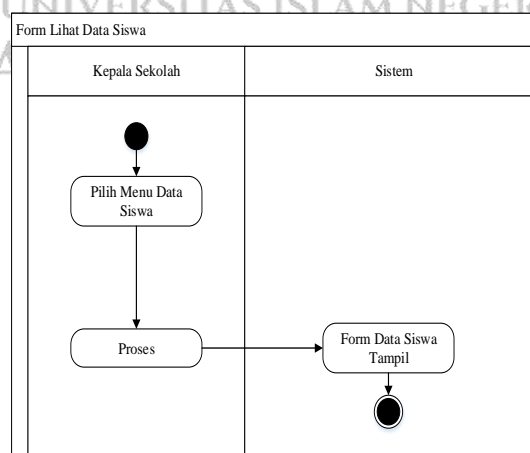 UNIVERSITAS ISLAM NEGERI
Form Lihat Data Siswa
Kepala Sekolah
Sistem
Pilih Menu Data
Siswa
Proses
Form Data Siswa
Tampil